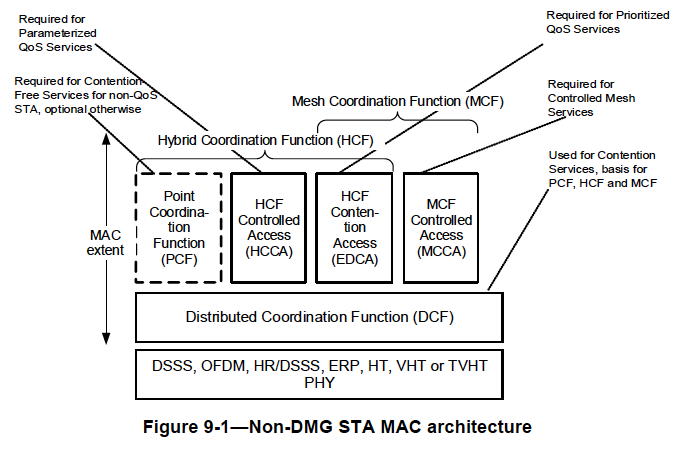 Required for
Parameterized
QoS Services
Required for Prioritized
QoS Services
Required for Contention-
Free Services for non-QoS
STA, optional otherwise
Mesh Coordination Function (MCF)
Required for
Controlled Mesh
Services
Hybrid Coordination Function (HCF)
Used for Contention
Services, basis for
PCF, HCF and MCF
MAC
extent
Point
Coordina-
tion
Function
(PCF)
HCF
Controlled
Access
(HCCA)
HCF
Conten-
tion
Access
(EDCA)
MCF
Controlled
Access
(MCCA)
Distributed Coordination Function (DCF)
DSSS, OFDM, HR/DSSS, ERP, HT, VHT or TVHT
PHY
Figure 9-1—Non-DMG STA MAC architecture